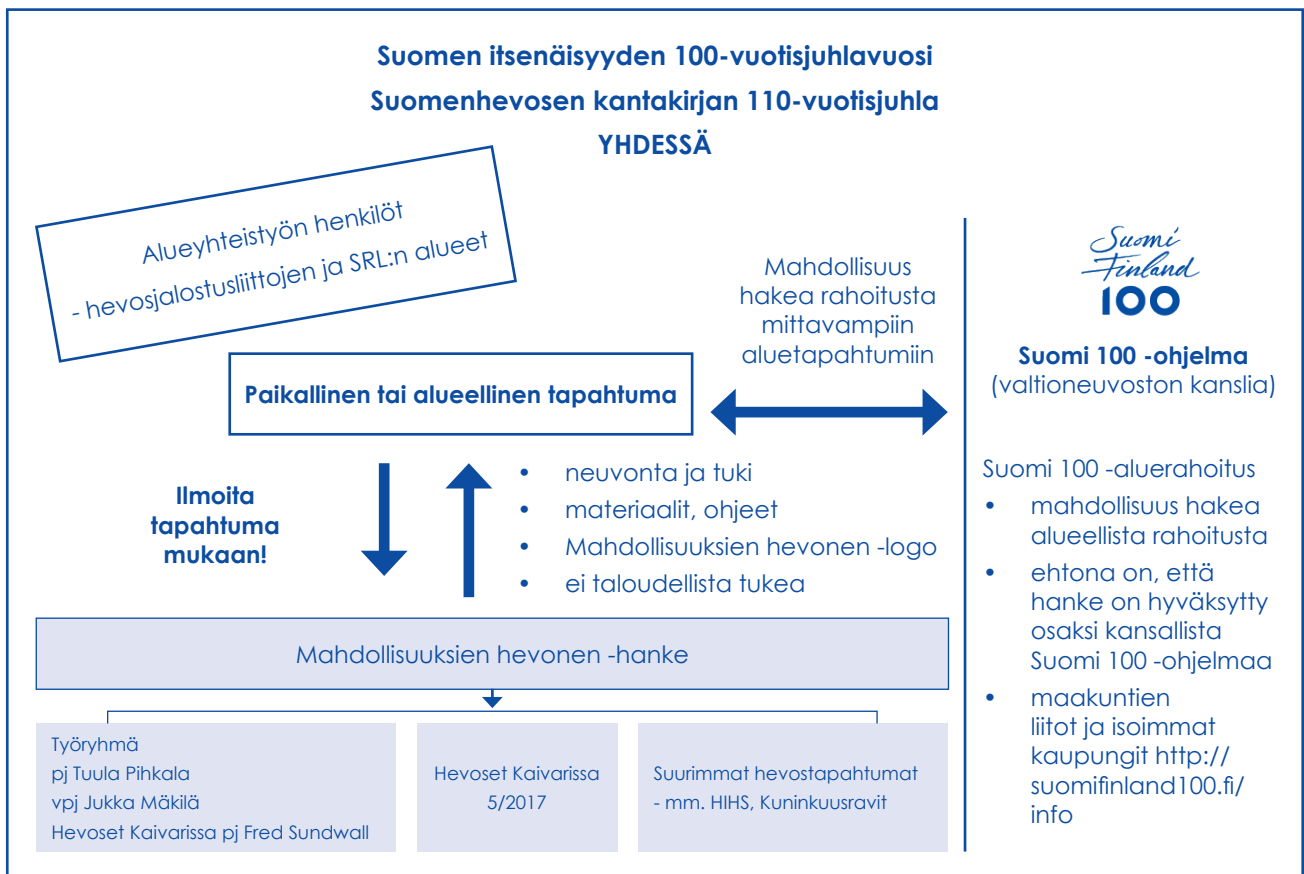 Suomen itsenäisyyden 100-vuotisjuhlavuosi
Suomenhevosen kantakirjan 110-vuotisjuhla
YHDESSÄ
Alueyhteistyön henkilöt
- hevosjalostusliittojen ja SRL:n alueet
Mahdollisuus
hakea rahoitusta
mittavampiin
aluetapahtumiin
Paikallinen tai alueellinen tapahtuma
Ilmoita
tapahtuma
mukaan!
• neuvonta ja tuki
• materiaalit, ohjeet
• Mahdollisuuksien hevonen -logo
• ei taloudellista tukea
Mahdollisuuksien hevonen -hanke
Työryhmä
pj Tuula Pihkala
vpj Jukka Mäkilä
Hevoset Kaivarissa pj Fred Sundwall
Hevoset Kaivarissa
5/2017
Suurimmat hevostapahtumat
- mm. HIHS, Kuninkuusravit
Suomi
Finland
100
Suomi 100 -ohjelma
(valtioneuvoston kanslia)
Suomi 100 -aluerahoitus
• mahdollisuus hakea
alueellista rahoitusta
• ehtona on, että
hanke on hyväksytty
osaksi kansallista
Suomi 100 -ohjelmaa
• maakuntien
liitot ja isoimmat
kaupungit http://
suomifinland100.fi/
info